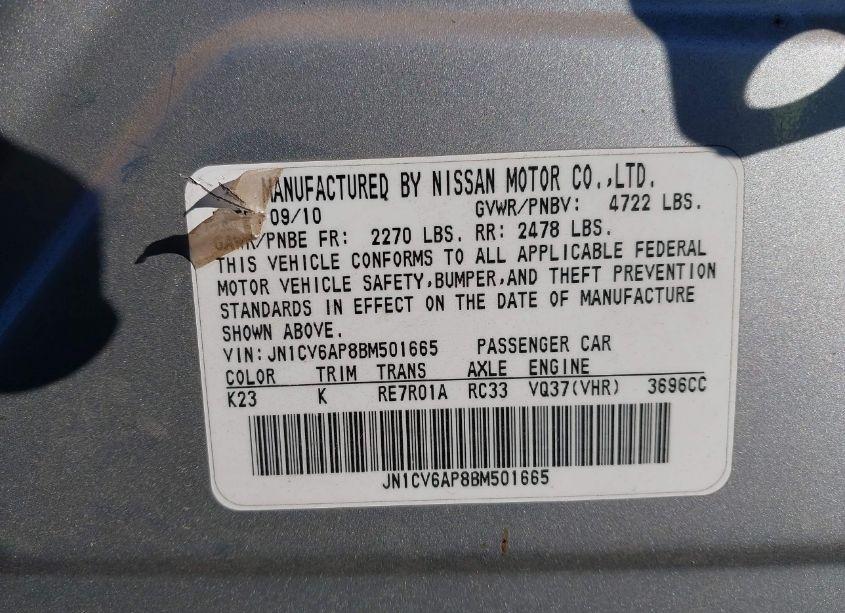 MANUFACTURED BY NISSAN MOTOR CO.,LTD.
09/10 GVWR/PNBV: 4722 LBS.
GAWR/PNBE FR: 2270 LBS. RR: 2478 LBS.
THIS VEHICLE CONFORMS TO ALL APPLICABLE FEDERAL
MOTOR VEHICLE SAFETY,BUMPER,AND THEFT PREVENTION
STANDARDS IN EFFECT ON THE DATE OF MANUFACTURE
SHOWN ABOVE.
VIN:JN1CV6AP8BM501665 PASSENGER CAR
COLOR TRIM TRANS AXLE ENGINE
K23 K RE7R01A RC33 VQ37(VHR) 3696CC
JN1CV6AP8BM501665